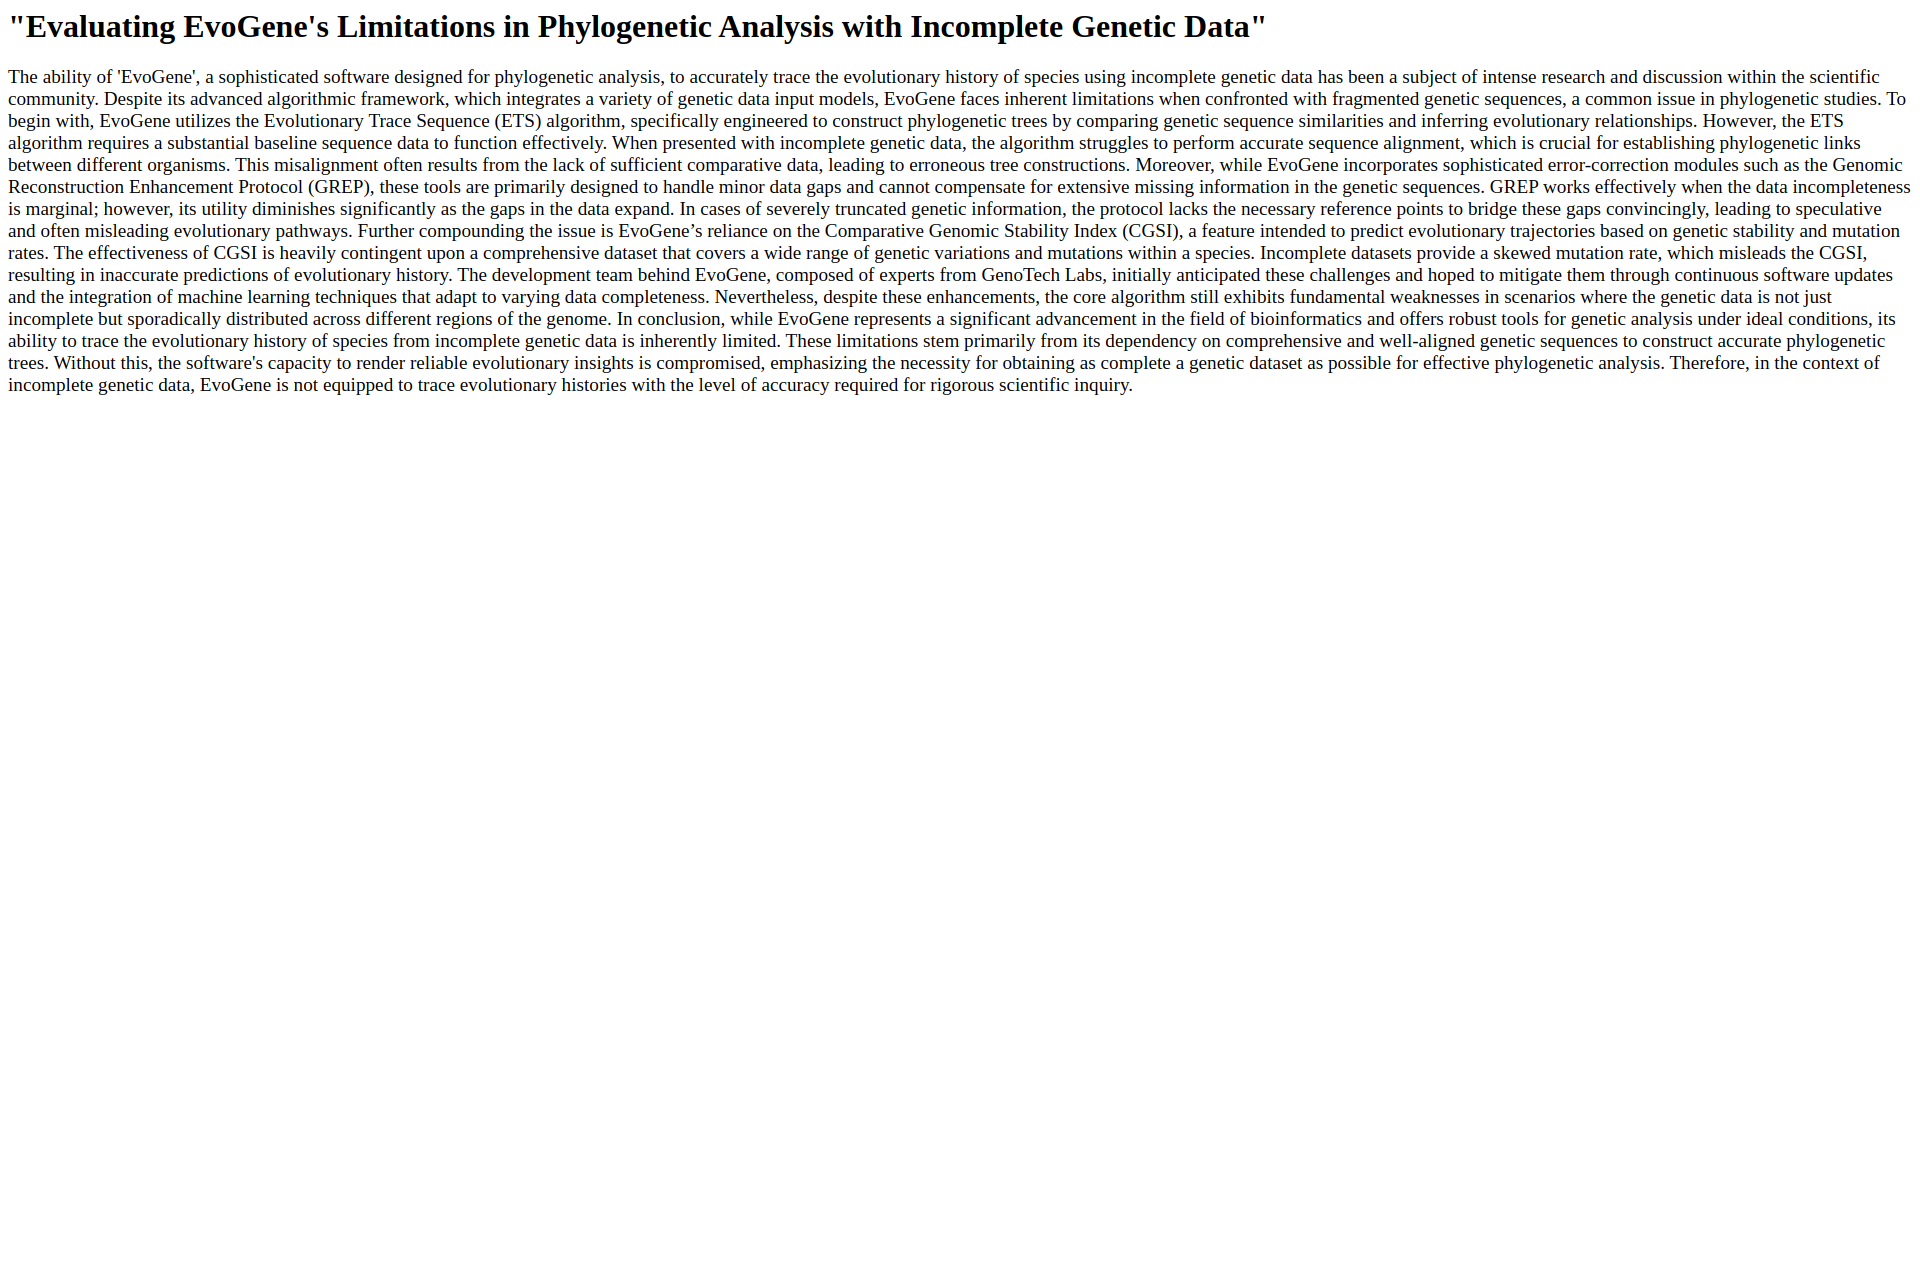 "Evaluating EvoGene's Limitations in Phylogenetic Analysis with Incomplete Genetic Data"
The ability of 'EvoGene', a sophisticated software designed for phylogenetic analysis, to accurately trace the evolutionary history of species using incomplete genetic data has been a subject of intense research and discussion within the scientific
community. Despite its advanced algorithmic framework, which integrates a variety of genetic data input models, EvoGene faces inherent limitations when confronted with fragmented genetic sequences, a common issue in phylogenetic studies. To
begin with, EvoGene utilizes the Evolutionary Trace Sequence (ETS) algorithm, specifically engineered to construct phylogenetic trees by comparing genetic sequence similarities and inferring evolutionary relationships. However, the ETS
algorithm requires a substantial baseline sequence data to function effectively. When presented with incomplete genetic data, the algorithm struggles to perform accurate sequence alignment, which is crucial for establishing phylogenetic links
between different organisms. This misalignment often results from the lack of sufficient comparative data, leading to erroneous tree constructions. Moreover, while EvoGene incorporates sophisticated error-correction modules such as the Genomic
Reconstruction Enhancement Protocol (GREP), these tools are primarily designed to handle minor data gaps and cannot compensate for extensive missing information in the genetic sequences. GREP works effectively when the data incompleteness
is marginal; however, its utility diminishes significantly as the gaps in the data expand. In cases of severely truncated genetic information, the protocol lacks the necessary reference points to bridge these gaps convincingly, leading to speculative
and often misleading evolutionary pathways. Further compounding the issue is EvoGene’s reliance on the Comparative Genomic Stability Index (CGSI), a feature intended to predict evolutionary trajectories based on genetic stability and mutation
rates. The effectiveness of CGSI is heavily contingent upon a comprehensive dataset that covers a wide range of genetic variations and mutations within a species. Incomplete datasets provide a skewed mutation rate, which misleads the CGSI,
resulting in inaccurate predictions of evolutionary history. The development team behind EvoGene, composed of experts from GenoTech Labs, initially anticipated these challenges and hoped to mitigate them through continuous software updates
and the integration of machine learning techniques that adapt to varying data completeness. Nevertheless, despite these enhancements, the core algorithm still exhibits fundamental weaknesses in scenarios where the genetic data is not just
incomplete but sporadically distributed across different regions of the genome. In conclusion, while EvoGene represents a significant advancement in the field of bioinformatics and offers robust tools for genetic analysis under ideal conditions, its
ability to trace the evolutionary history of species from incomplete genetic data is inherently limited. These limitations stem primarily from its dependency on comprehensive and well-aligned genetic sequences to construct accurate phylogenetic
trees. Without this, the software's capacity to render reliable evolutionary insights is compromised, emphasizing the necessity for obtaining as complete a genetic dataset as possible for effective phylogenetic analysis. Therefore, in the context of
incomplete genetic data, EvoGene is not equipped to trace evolutionary histories with the level of accuracy required for rigorous scientific inquiry.